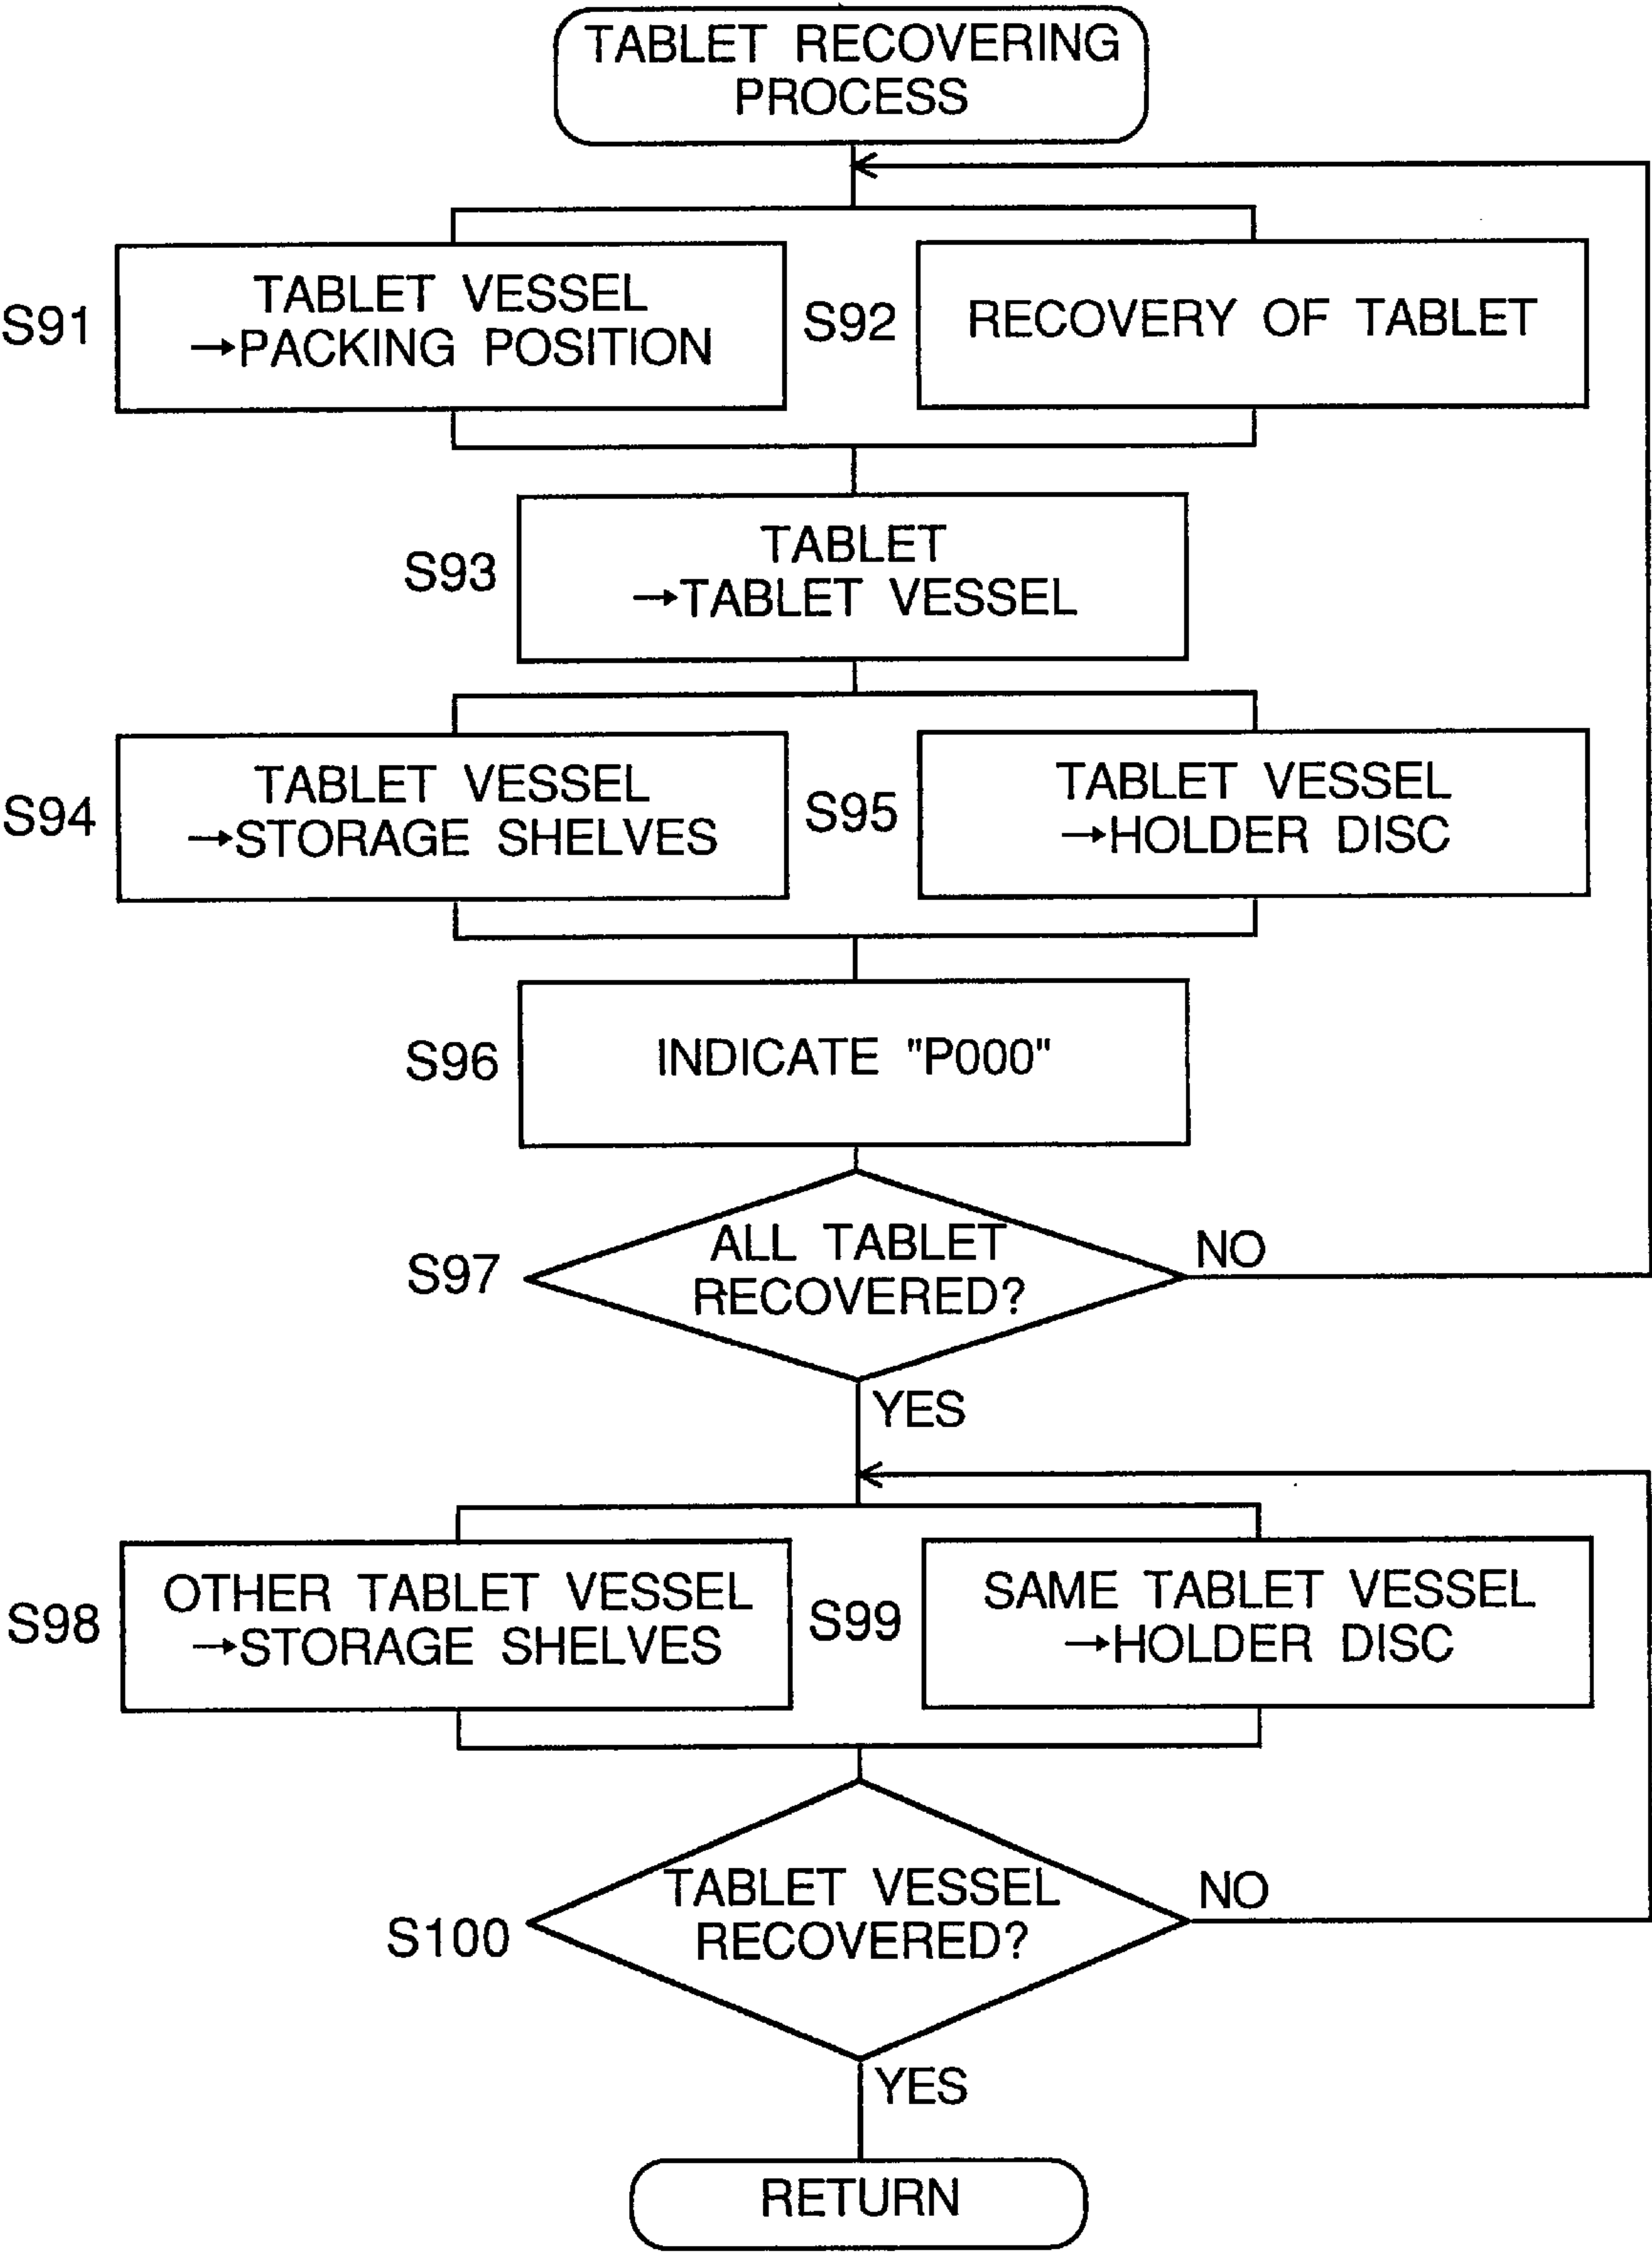 TABLET RECOVERING
PROCESS
S91
TABLET VESSEL
→PACKING POSITION
S92
RECOVERY OF TABLET
S93
TABLET
→TABLET VESSEL
S94
TABLET VESSEL
→STORAGE SHELVES
S95
TABLET VESSEL
→HOLDER DISC
S96
INDICATE "P000"
S97
ALL TABLET
RECOVERED?
NO
YES
S98
OTHER TABLET VESSEL
→STORAGE SHELVES
S99
SAME TABLET VESSEL
→HOLDER DISC
S100
TABLET VESSEL
RECOVERED?
NO
YES
RETURN